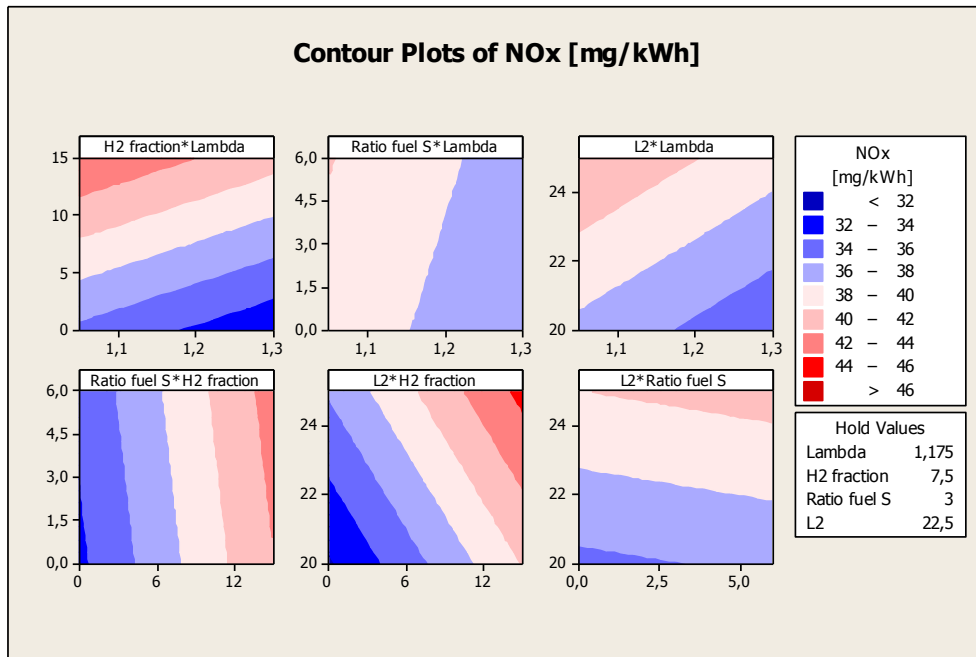 Contour Plots of NOx [mg/kWh]
H2 fraction*Lambda
15
10
5
0
1,1
1,2
1,3
Ratio fuel S*Lambda
6,0
4,5
3,0
1,5
0,0
1,1
1,2
1,3
L2*Lambda
24
22
20
1,1
1,2
1,3
Ratio fuel S*H2 fraction
6,0
4,5
3,0
1,5
0,0
0
6
12
L2*H2 fraction
24
22
20
0
6
12
L2*Ratio fuel S
24
22
20
0,0
2,5
5,0
NOx
[mg/kWh]
< 32
32 – 34
34 – 36
36 – 38
38 – 40
40 – 42
42 – 44
44 – 46
> 46
Hold Values
Lambda 1,175
H2 fraction 7,5
Ratio fuel S 3
L2 22,5